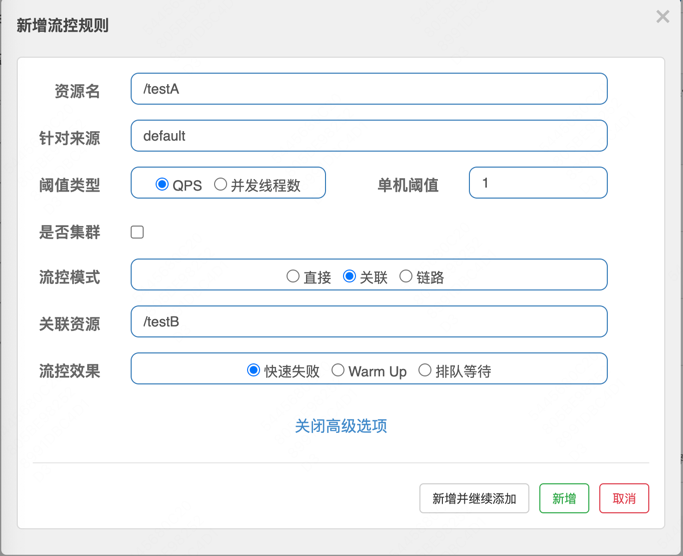 新增流控规则
×
资源名 /testA
针对来源 default
阈值类型 QPS 并发线程数 单机阈值 1
是否集群
流控模式 直接 关联 链路
关联资源 /testB
流控效果 快速失败 Warm Up 排队等待
关闭高级选项
新增并继续添加 新增 取消